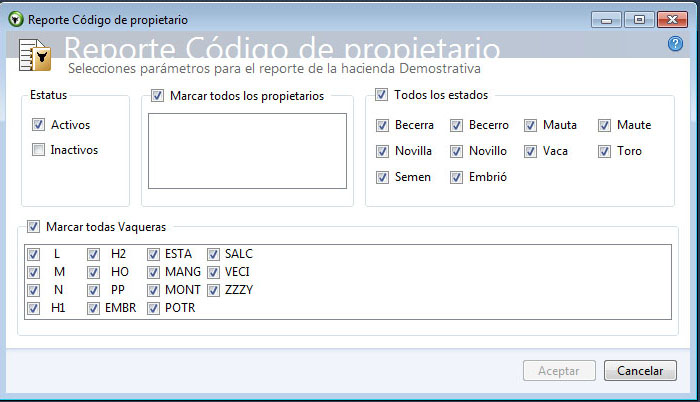 Reporte Código de propietario
Reporte Código de propietario
Selecciones parámetros para el reporte de la hacienda Demostrativa
Estatus
Activos
Inactivos
Marcar todos los propietarios
Todos los estados
Becerra Becerro Mauta Maute
Novilla Novillo Vaca Toro
Semen Embrió
Marcar todas Vaqueras
L H2 ESTA SALC
M HO MANG VECI
N PP MONT ZZZY
H1 EMBR POTR
Aceptar Cancelar